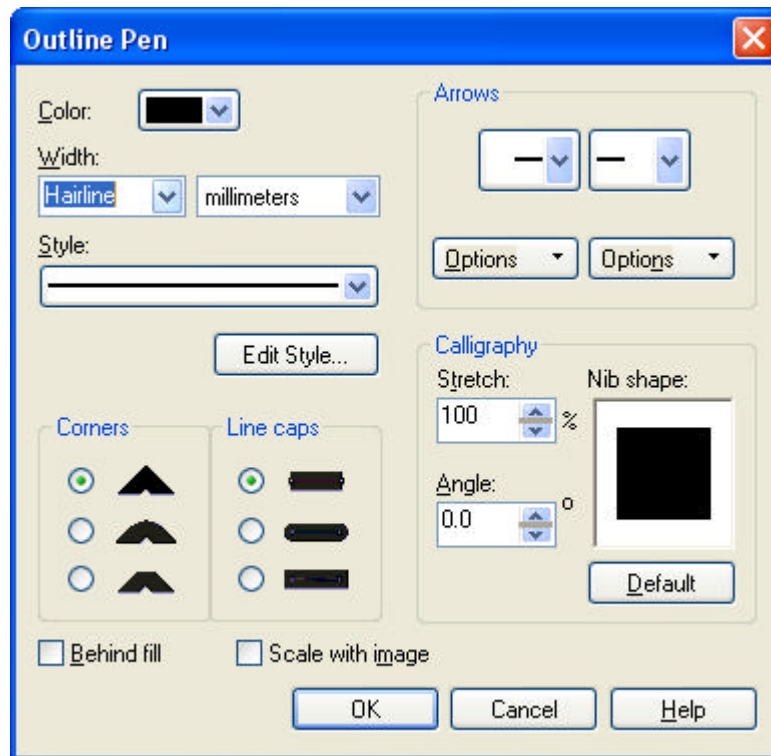 Outline Pen
Color:
Width:
Hairline
millimeters
Style:
Edit Style...
Arrows
Options
Options
Calligraphy
Stretch:
100
%
Nib shape:
Angle:
0.0
o
Default
Corners
Line caps
Behind fill
Scale with image
OK
Cancel
Help